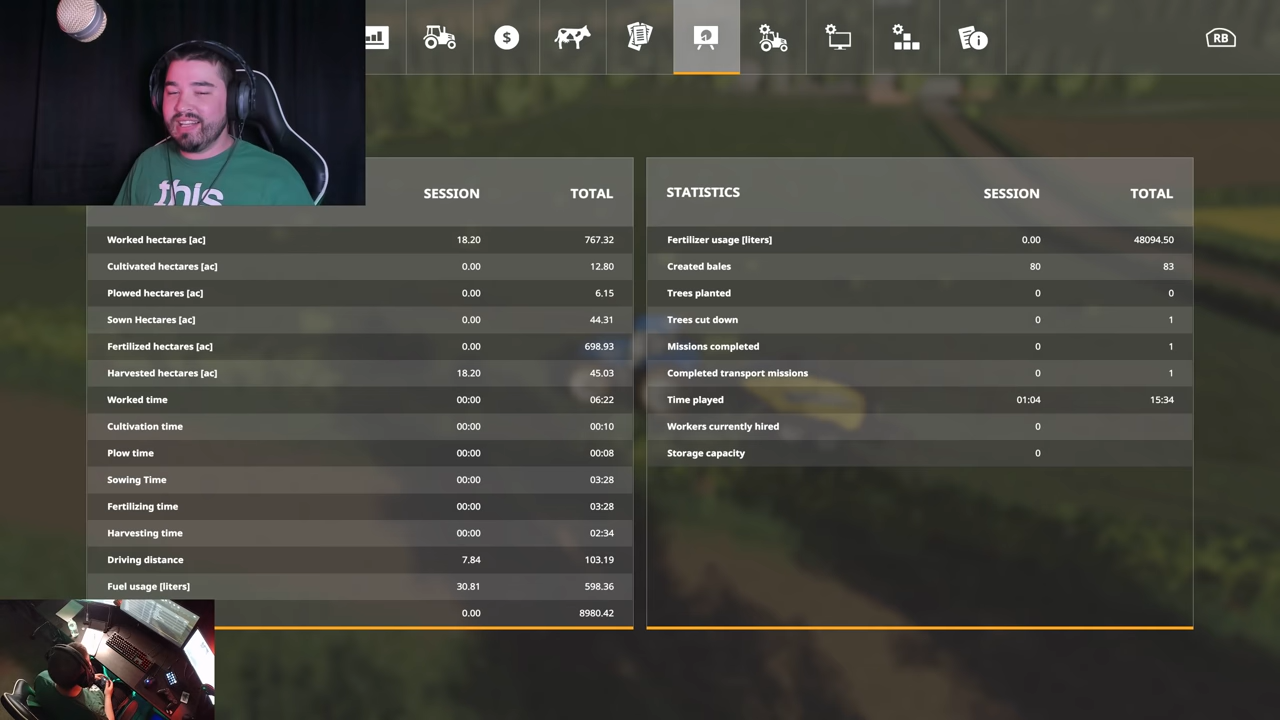 RB
this
SESSION TOTAL
Worked hectares [ac] 18.20 767.32
Cultivated hectares [ac] 0.00 12.80
Plowed hectares [ac] 0.00 6.15
Sown Hectares [ac] 0.00 44.31
Fertilized hectares [ac] 0.00 698.93
Harvested hectares [ac] 18.20 45.03
Worked time 00:00 06:22
Cultivation time 00:00 00:10
Plow time 00:00 00:08
Sowing Time 00:00 03:28
Fertilizing time 00:00 03:28
Harvesting time 00:00 02:34
Driving distance 7.84 103.19
Fuel usage [liters] 30.81 598.36
0.00 8980.42
STATISTICS SESSION TOTAL
Fertilizer usage [liters] 0.00 48094.50
Created bales 80 83
Trees planted 0 0
Trees cut down 0 1
Missions completed 0 1
Completed transport missions 0 1
Time played 01:04 15:34
Workers currently hired 0
Storage capacity 0